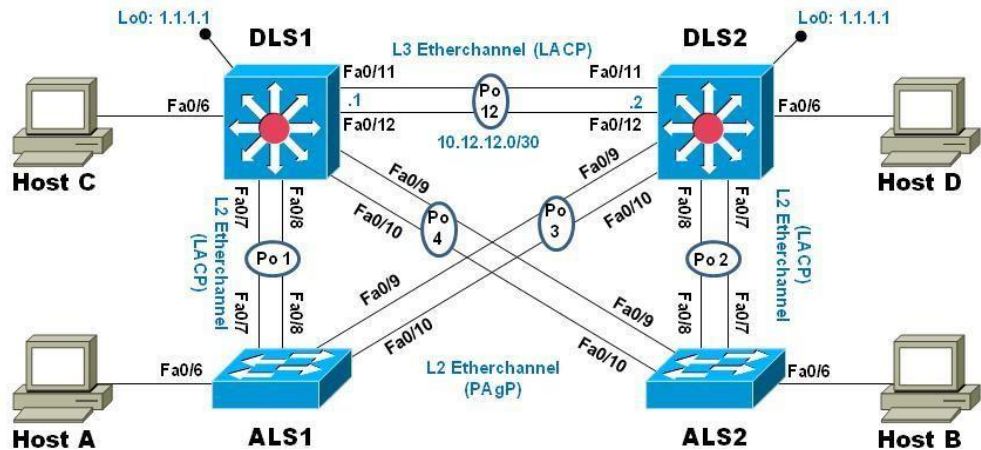 Lo0: 1.1.1.1
Lo0: 1.1.1.1
DLS1
DLS2
L3 Etherchannel (LACP)
Fa0/11
Fa0/11
Fa0/6
Fa0/6
.1
Po
12
.2
Fa0/12
Fa0/12
10.12.12.0/30
Host C
Host D
Fa0/9
Fa0/9
Fa0/10
Fa0/10
Po
4
Po
3
Fa0/7
Fa0/8
Fa0/8
Fa0/7
L2 Etherchannel
(LACP)
L2 Etherchannel
(LACP)
Po 1
Po 2
Fa0/7
Fa0/8
Fa0/8
Fa0/7
Fa0/9
Fa0/9
Fa0/10
Fa0/10
L2 Etherchannel
(PAgP)
Fa0/6
Fa0/6
Host A
ALS1
ALS2
Host B